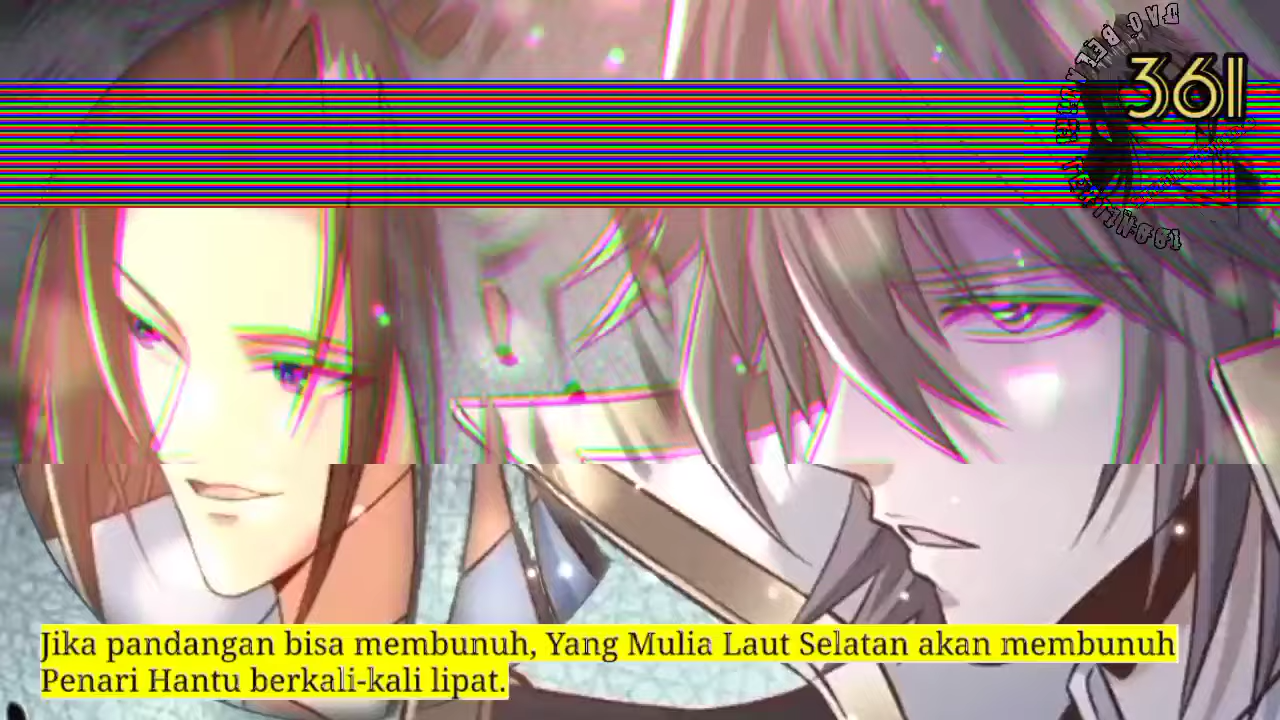 361
Jika pandangan bisa membunuh, Yang Mulia Laut Selatan akan membunuh
Penari Hantu berkali-kali lipat.